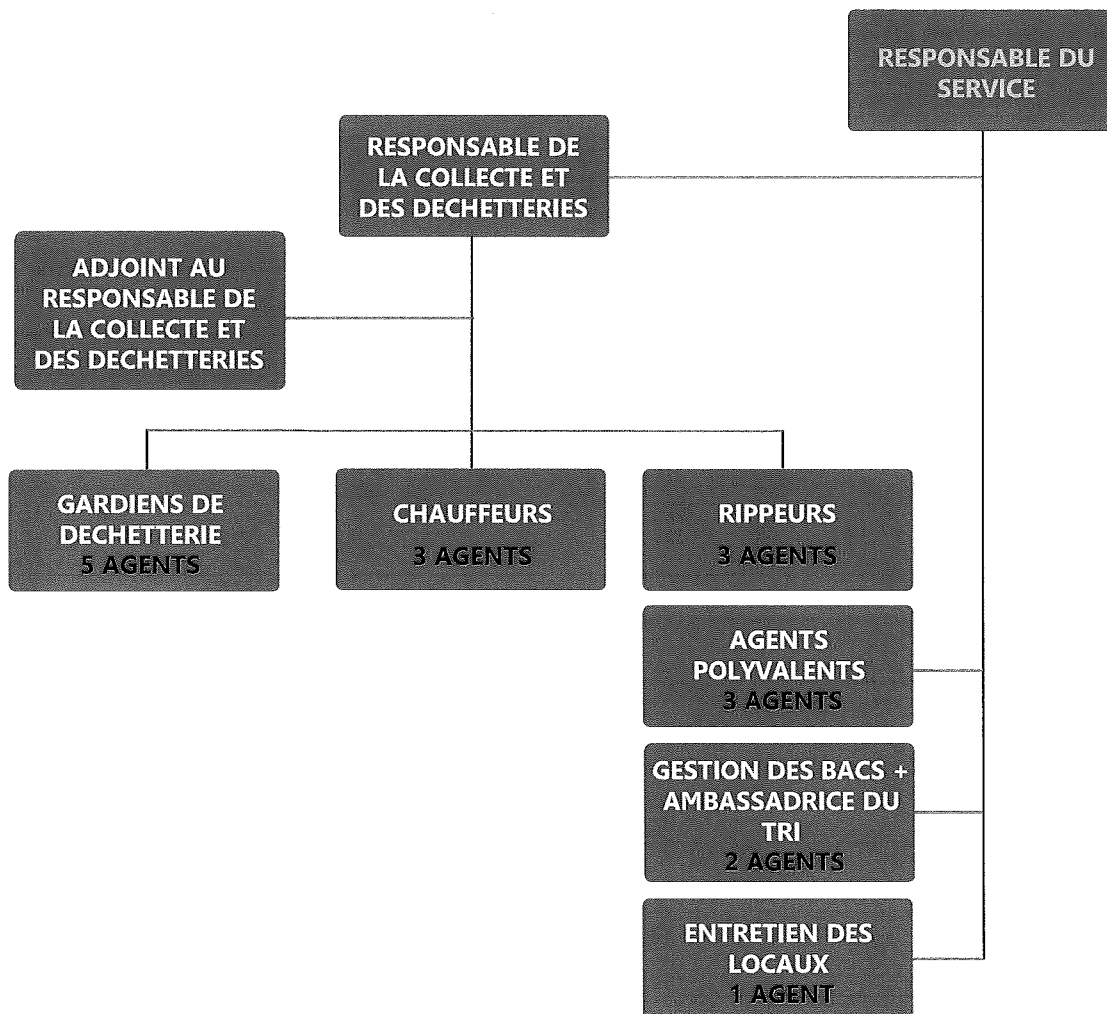 RESPONSABLE DU
SERVICE
RESPONSABLE DE
LA COLLECTE ET
DES DECHETTERIES
ADJOINT AU
RESPONSABLE DE
LA COLLECTE ET
DES DECHETTERIES
GARDIENS DE
DECHETTERIE
5 AGENTS
CHAUFFEURS
3 AGENTS
RIPPEURS
3 AGENTS
AGENTS
POLYVALENTS
3 AGENTS
GESTION DES BACS +
AMBASSADRICE DU
TRI
2 AGENTS
ENTRETIEN DES
LOCAUX
1 AGENT